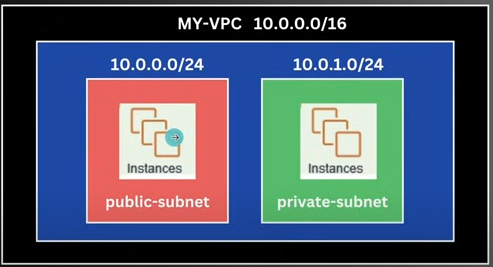 MY-VPC 10.0.0.0/16
10.0.0.0/24 10.0.1.0/24
Instances Instances
public-subnet private-subnet